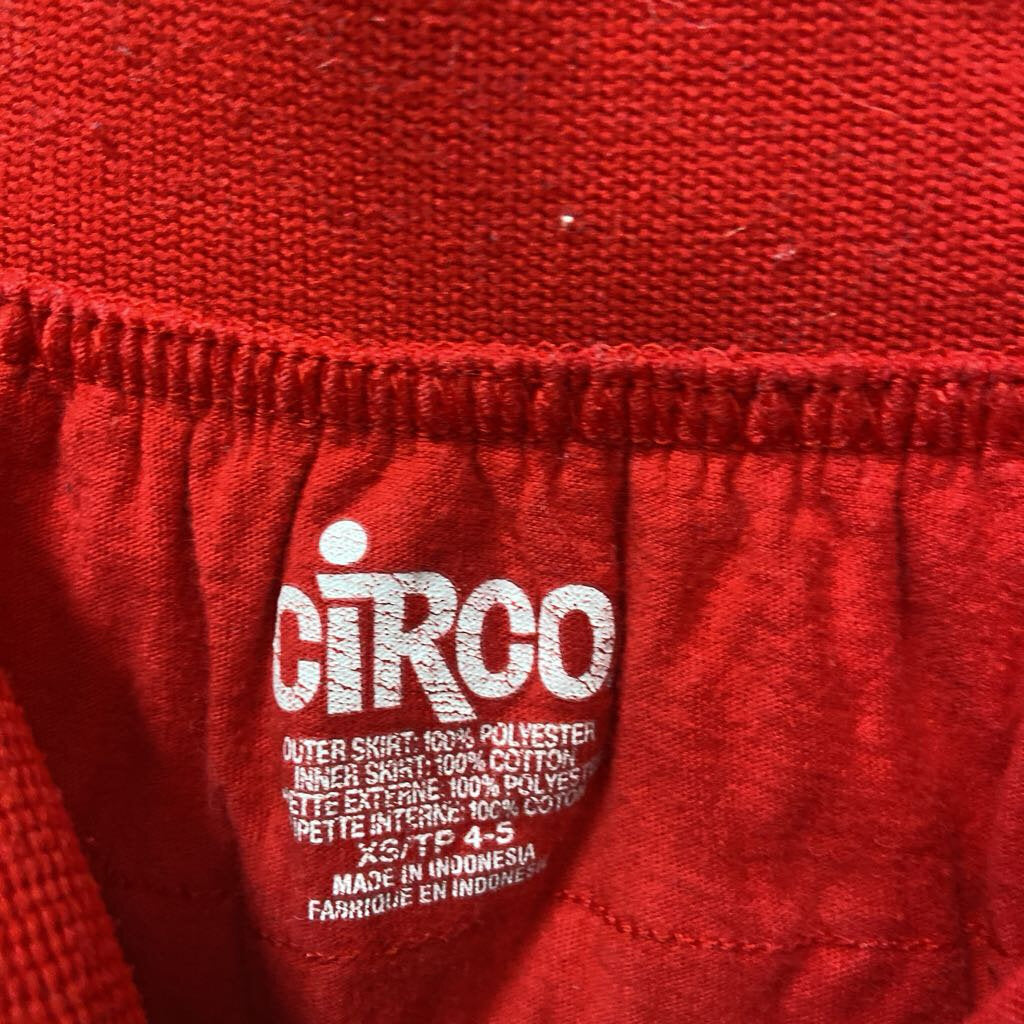 CiRCO
OUTER SKIRT: 100% POLYESTER
INNER SKIRT: 100% COTTON
EXTERNE 100%
INTERNE: 100%
XS/TP 4-5
MADE IN INDONESIA
FABRIQUE EN